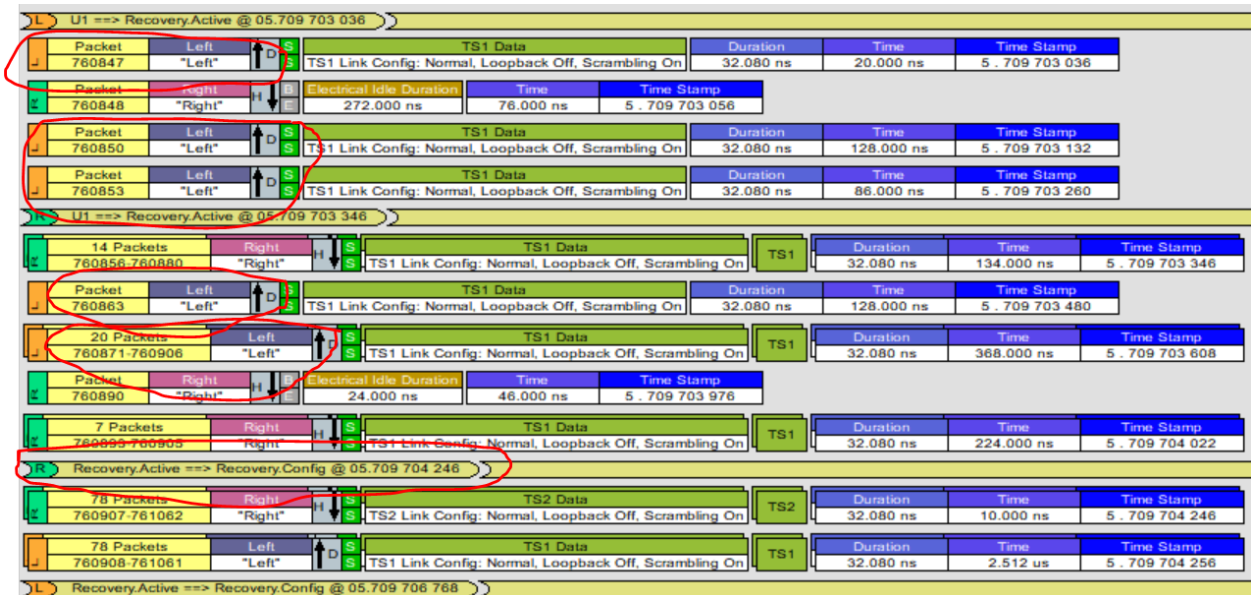 L U1 ==> Recovery.Active @ 05.709 703 036
Packet Left D S TS1 Data Duration Time Time Stamp
L 760847 "Left" S TS1 Link Config: Normal, Loopback Off, Scrambling On 32.080 ns 20.000 ns 5 . 709 703 036
Packet Right H B Electrical Idle Duration Time Time Stamp
R 760848 "Right" E 272.000 ns 76.000 ns 5 . 709 703 056
Packet Left D S TS1 Data Duration Time Time Stamp
L 760850 "Left" S TS1 Link Config: Normal, Loopback Off, Scrambling On 32.080 ns 128.000 ns 5 . 709 703 132
Packet Left D S TS1 Data Duration Time Time Stamp
L 760853 "Left" S TS1 Link Config: Normal, Loopback Off, Scrambling On 32.080 ns 86.000 ns 5 . 709 703 260
R U1 ==> Recovery.Active @ 05.709 703 346
14 Packets Right H S TS1 Data TS1 Duration Time Time Stamp
R 760856-760880 "Right" S TS1 Link Config: Normal, Loopback Off, Scrambling On 32.080 ns 134.000 ns 5 . 709 703 346
Packet Left D S TS1 Data Duration Time Time Stamp
L 760863 "Left" S TS1 Link Config: Normal, Loopback Off, Scrambling On 32.080 ns 128.000 ns 5 . 709 703 480
20 Packets Left D S TS1 Data TS1 Duration Time Time Stamp
L 760871-760906 "Left" S TS1 Link Config: Normal, Loopback Off, Scrambling On 32.080 ns 368.000 ns 5 . 709 703 608
Packet Right H B Electrical Idle Duration Time Time Stamp
R 760890 "Right" E 24.000 ns 46.000 ns 5 . 709 703 976
7 Packets Right H S TS1 Data TS1 Duration Time Time Stamp
R 760893-760905 "Right" S TS1 Link Config: Normal, Loopback Off, Scrambling On 32.080 ns 224.000 ns 5 . 709 704 022
R Recovery.Active ==> Recovery.Config @ 05.709 704 246
78 Packets Right H S TS2 Data TS2 Duration Time Time Stamp
R 760907-761062 "Right" S TS2 Link Config: Normal, Loopback Off, Scrambling On 32.080 ns 10.000 ns 5 . 709 704 246
78 Packets Left D S TS1 Data TS1 Duration Time Time Stamp
L 760908-761061 "Left" S TS1 Link Config: Normal, Loopback Off, Scrambling On 32.080 ns 2.512 us 5 . 709 704 256
L Recovery.Active ==> Recovery.Config @ 05.709 706 768